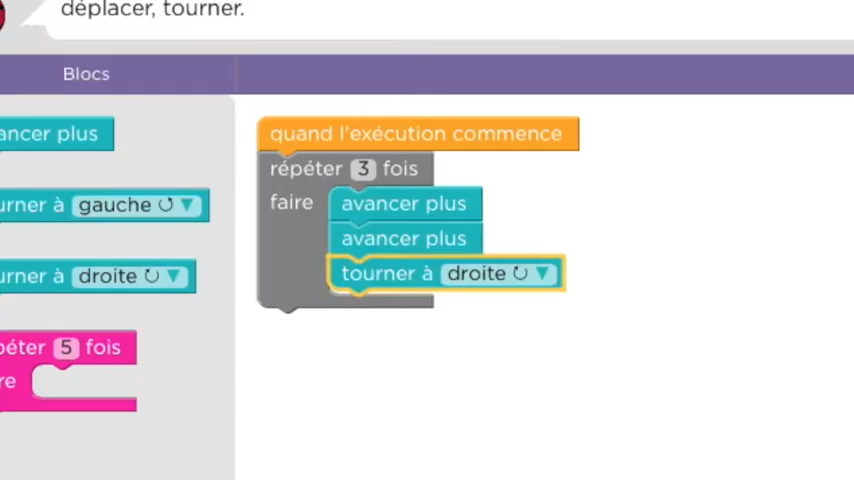 déplacer, tourner.
Blocs
ancer plus
urner à gauche
urner à droite
péter 5 fois
re
quand l'exécution commence
répéter 3 fois
faire
avancer plus
avancer plus
tourner à droite